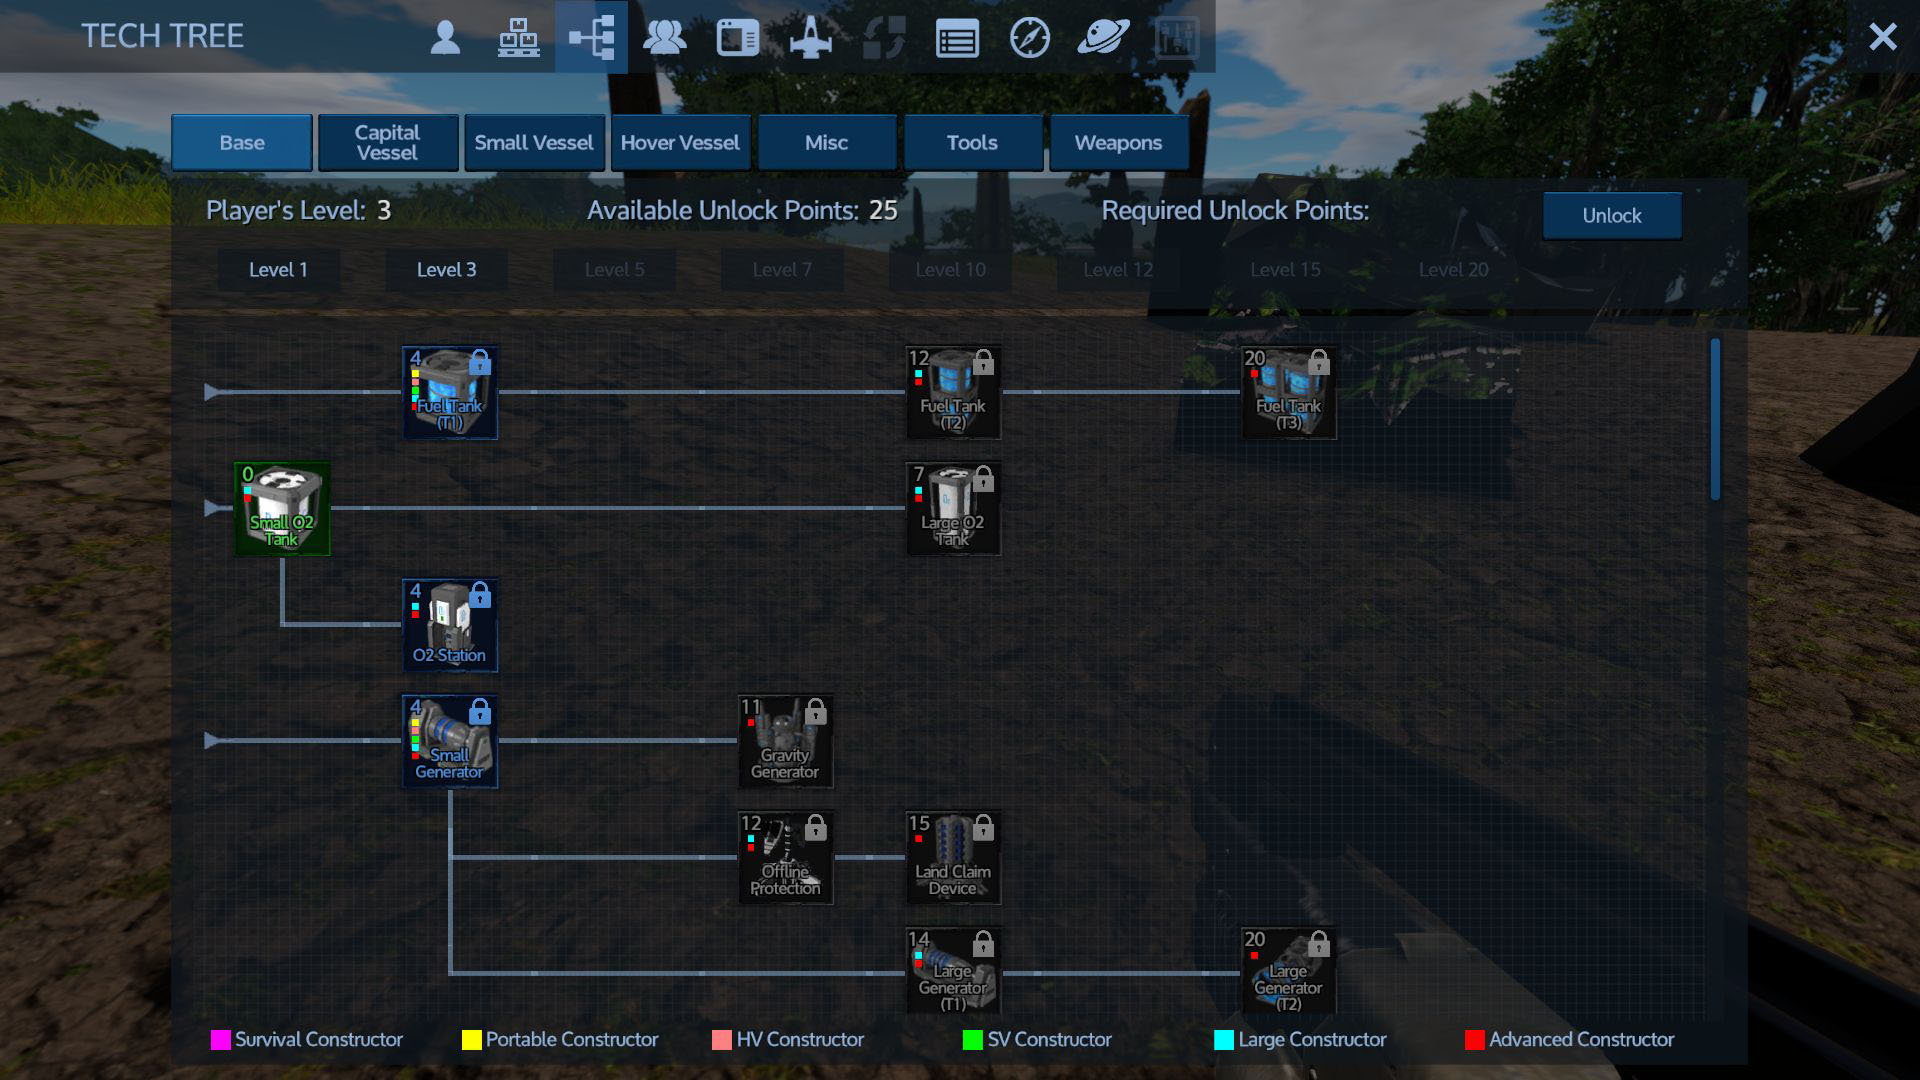 TECH TREE
Base
Capital
Vessel
Small Vessel
Hover Vessel
Misc
Tools
Weapons
Player's Level: 3
Available Unlock Points: 25
Required Unlock Points:
Unlock
Level 1
Level 3
Level 5
Level 7
Level 10
Level 12
Level 15
Level 20
4
Fuel Tank
(T1)
12
Fuel Tank
(T2)
20
Fuel Tank
(T3)
0
Small O2
Tank
7
Large O2
Tank
4
O2 Station
4
Small
Generator
11
Gravity
Generator
12
Offline
Protection
15
Land Claim
Device
14
Large
Generator
(T1)
20
Large
Generator
(T2)
Survival Constructor
Portable Constructor
HV Constructor
SV Constructor
Large Constructor
Advanced Constructor